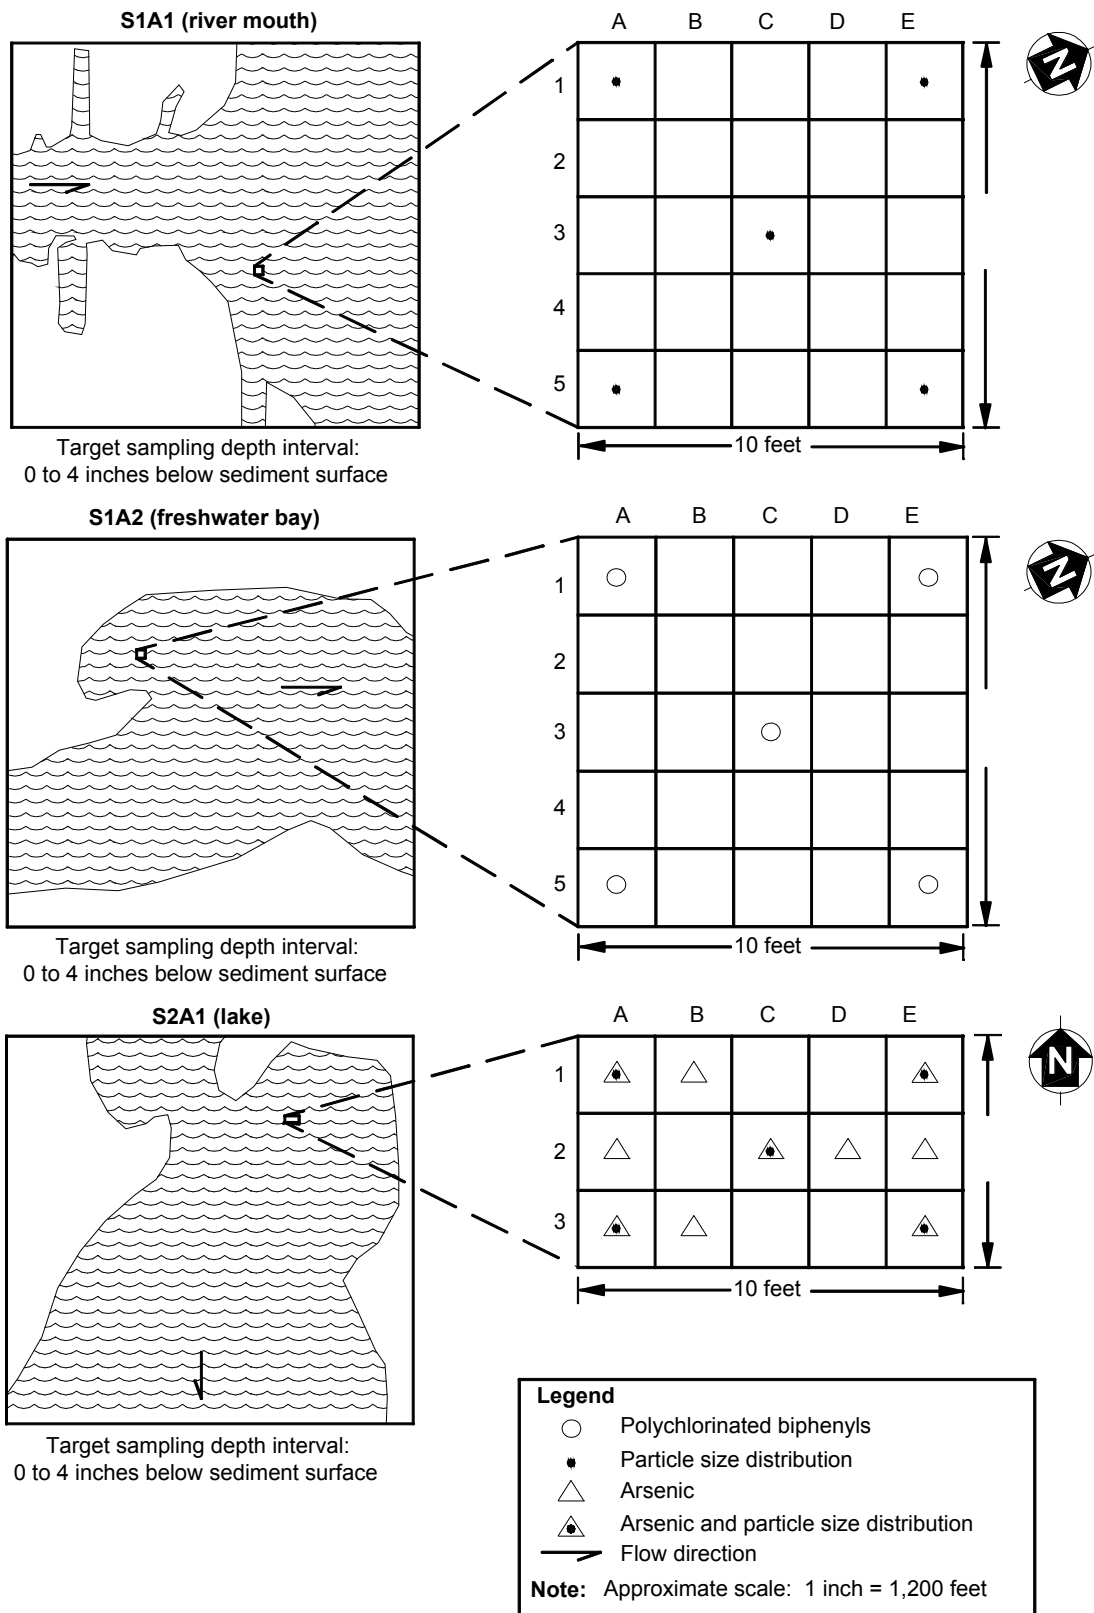 S1A1 (river mouth)
A B C D E
N
1
2
3
4
5
10 feet
Target sampling depth interval:
0 to 4 inches below sediment surface
S1A2 (freshwater bay)
A B C D E
N
1
2
3
4
5
10 feet
Target sampling depth interval:
0 to 4 inches below sediment surface
S2A1 (lake)
A B C D E
N
1
2
3
10 feet
Target sampling depth interval:
0 to 4 inches below sediment surface
Legend
Polychlorinated biphenyls
Particle size distribution
Arsenic
Arsenic and particle size distribution
Flow direction
Note: Approximate scale: 1 inch = 1,200 feet